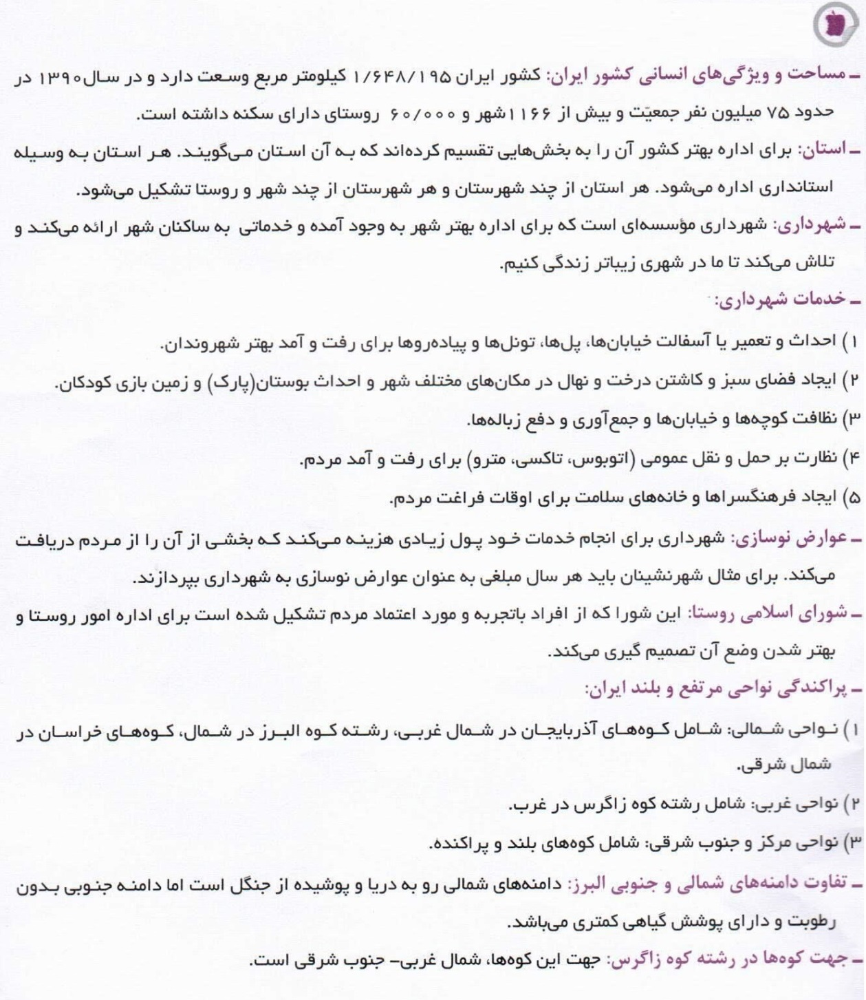 ـ مساحت و ویژگی‌های انسانی کشور ایران: کشور ایران ۱/۶۴۸/۱۹۵ کیلومتر مربع وسعت دارد و در سال۱۳۹۰ در
حدود ۷۵ میلیون نفر جمعیّت و بیش از ۱۱۶۶شهر و ۶۰/۰۰۰ روستای دارای سکنه داشته است.
ـ استان: برای اداره بهتر کشور آن را به بخش‌هایی تقسیم کرده‌اند که به آن استان می‌گویند. هر استان به وسیله
استانداری اداره می‌شود. هر استان از چند شهرستان و هر شهرستان از چند شهر و روستا تشکیل می‌شود.
ـ شهرداری: شهرداری مؤسسه‌ای است که برای اداره بهتر شهر به وجود آمده و خدماتی به ساکنان شهر ارائه می‌کند و
تلاش می‌کند تا ما در شهری زیباتر زندگی کنیم.
ـ خدمات شهرداری:
۱) احداث و تعمیر یا آسفالت خیابان‌ها، پل‌ها، تونل‌ها و پیاده‌روها برای رفت و آمد بهتر شهروندان.
۲) ایجاد فضای سبز و کاشتن درخت و نهال در مکان‌های مختلف شهر و احداث بوستان(پارک) و زمین بازی کودکان.
۳) نظافت کوچه‌ها و خیابان‌ها و جمع‌آوری و دفع زباله‌ها.
۴) نظارت بر حمل و نقل عمومی (اتوبوس، تاکسی، مترو) برای رفت و آمد مردم.
۵) ایجاد فرهنگسراها و خانه‌های سلامت برای اوقات فراغت مردم.
ـ عوارض نوسازی: شهرداری برای انجام خدمات خود پول زیادی هزینه می‌کند که بخشی از آن را از مردم دریافت
می‌کند. برای مثال شهرنشینان باید هر سال مبلغی به عنوان عوارض نوسازی به شهرداری بپردازند.
ـ شورای اسلامی روستا: این شورا که از افراد باتجربه و مورد اعتماد مردم تشکیل شده است برای اداره امور روستا و
بهتر شدن وضع آن تصمیم گیری می‌کند.
ـ پراکندگی نواحی مرتفع و بلند ایران:
۱) نواحی شمالی: شامل کوه‌های آذربایجان در شمال غربی، رشته کوه البرز در شمال، کوه‌های خراسان در
شمال شرقی.
۲) نواحی غربی: شامل رشته کوه زاگرس در غرب.
۳) نواحی مرکز و جنوب شرقی: شامل کوه‌های بلند و پراکنده.
ـ تفاوت دامنه‌های شمالی و جنوبی البرز: دامنه‌های شمالی رو به دریا و پوشیده از جنگل است اما دامنه جنوبی بدون
رطوبت و دارای پوشش گیاهی کمتری می‌باشد.
ـ جهت کوه‌ها در رشته کوه زاگرس: جهت این کوه‌ها، شمال غربی– جنوب شرقی است.